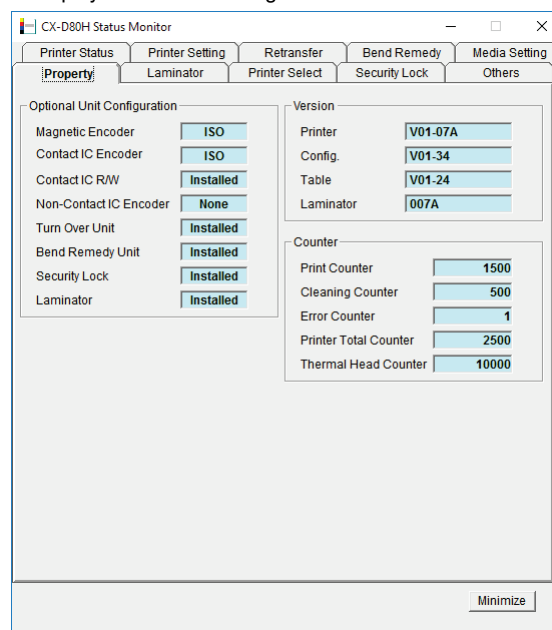 CX-D80H Status Monitor
Printer Status Printer Setting Retransfer Bend Remedy Media Setting
Property Laminator Printer Select Security Lock Others
Optional Unit Configuration
Magnetic Encoder ISO
Contact IC Encoder ISO
Contact IC R/W Installed
Non-Contact IC Encoder None
Turn Over Unit Installed
Bend Remedy Unit Installed
Security Lock Installed
Laminator Installed
Version
Printer V01-07A
Config. V01-34
Table V01-24
Laminator 007A
Counter
Print Counter 1500
Cleaning Counter 500
Error Counter 1
Printer Total Counter 2500
Thermal Head Counter 10000
Minimize